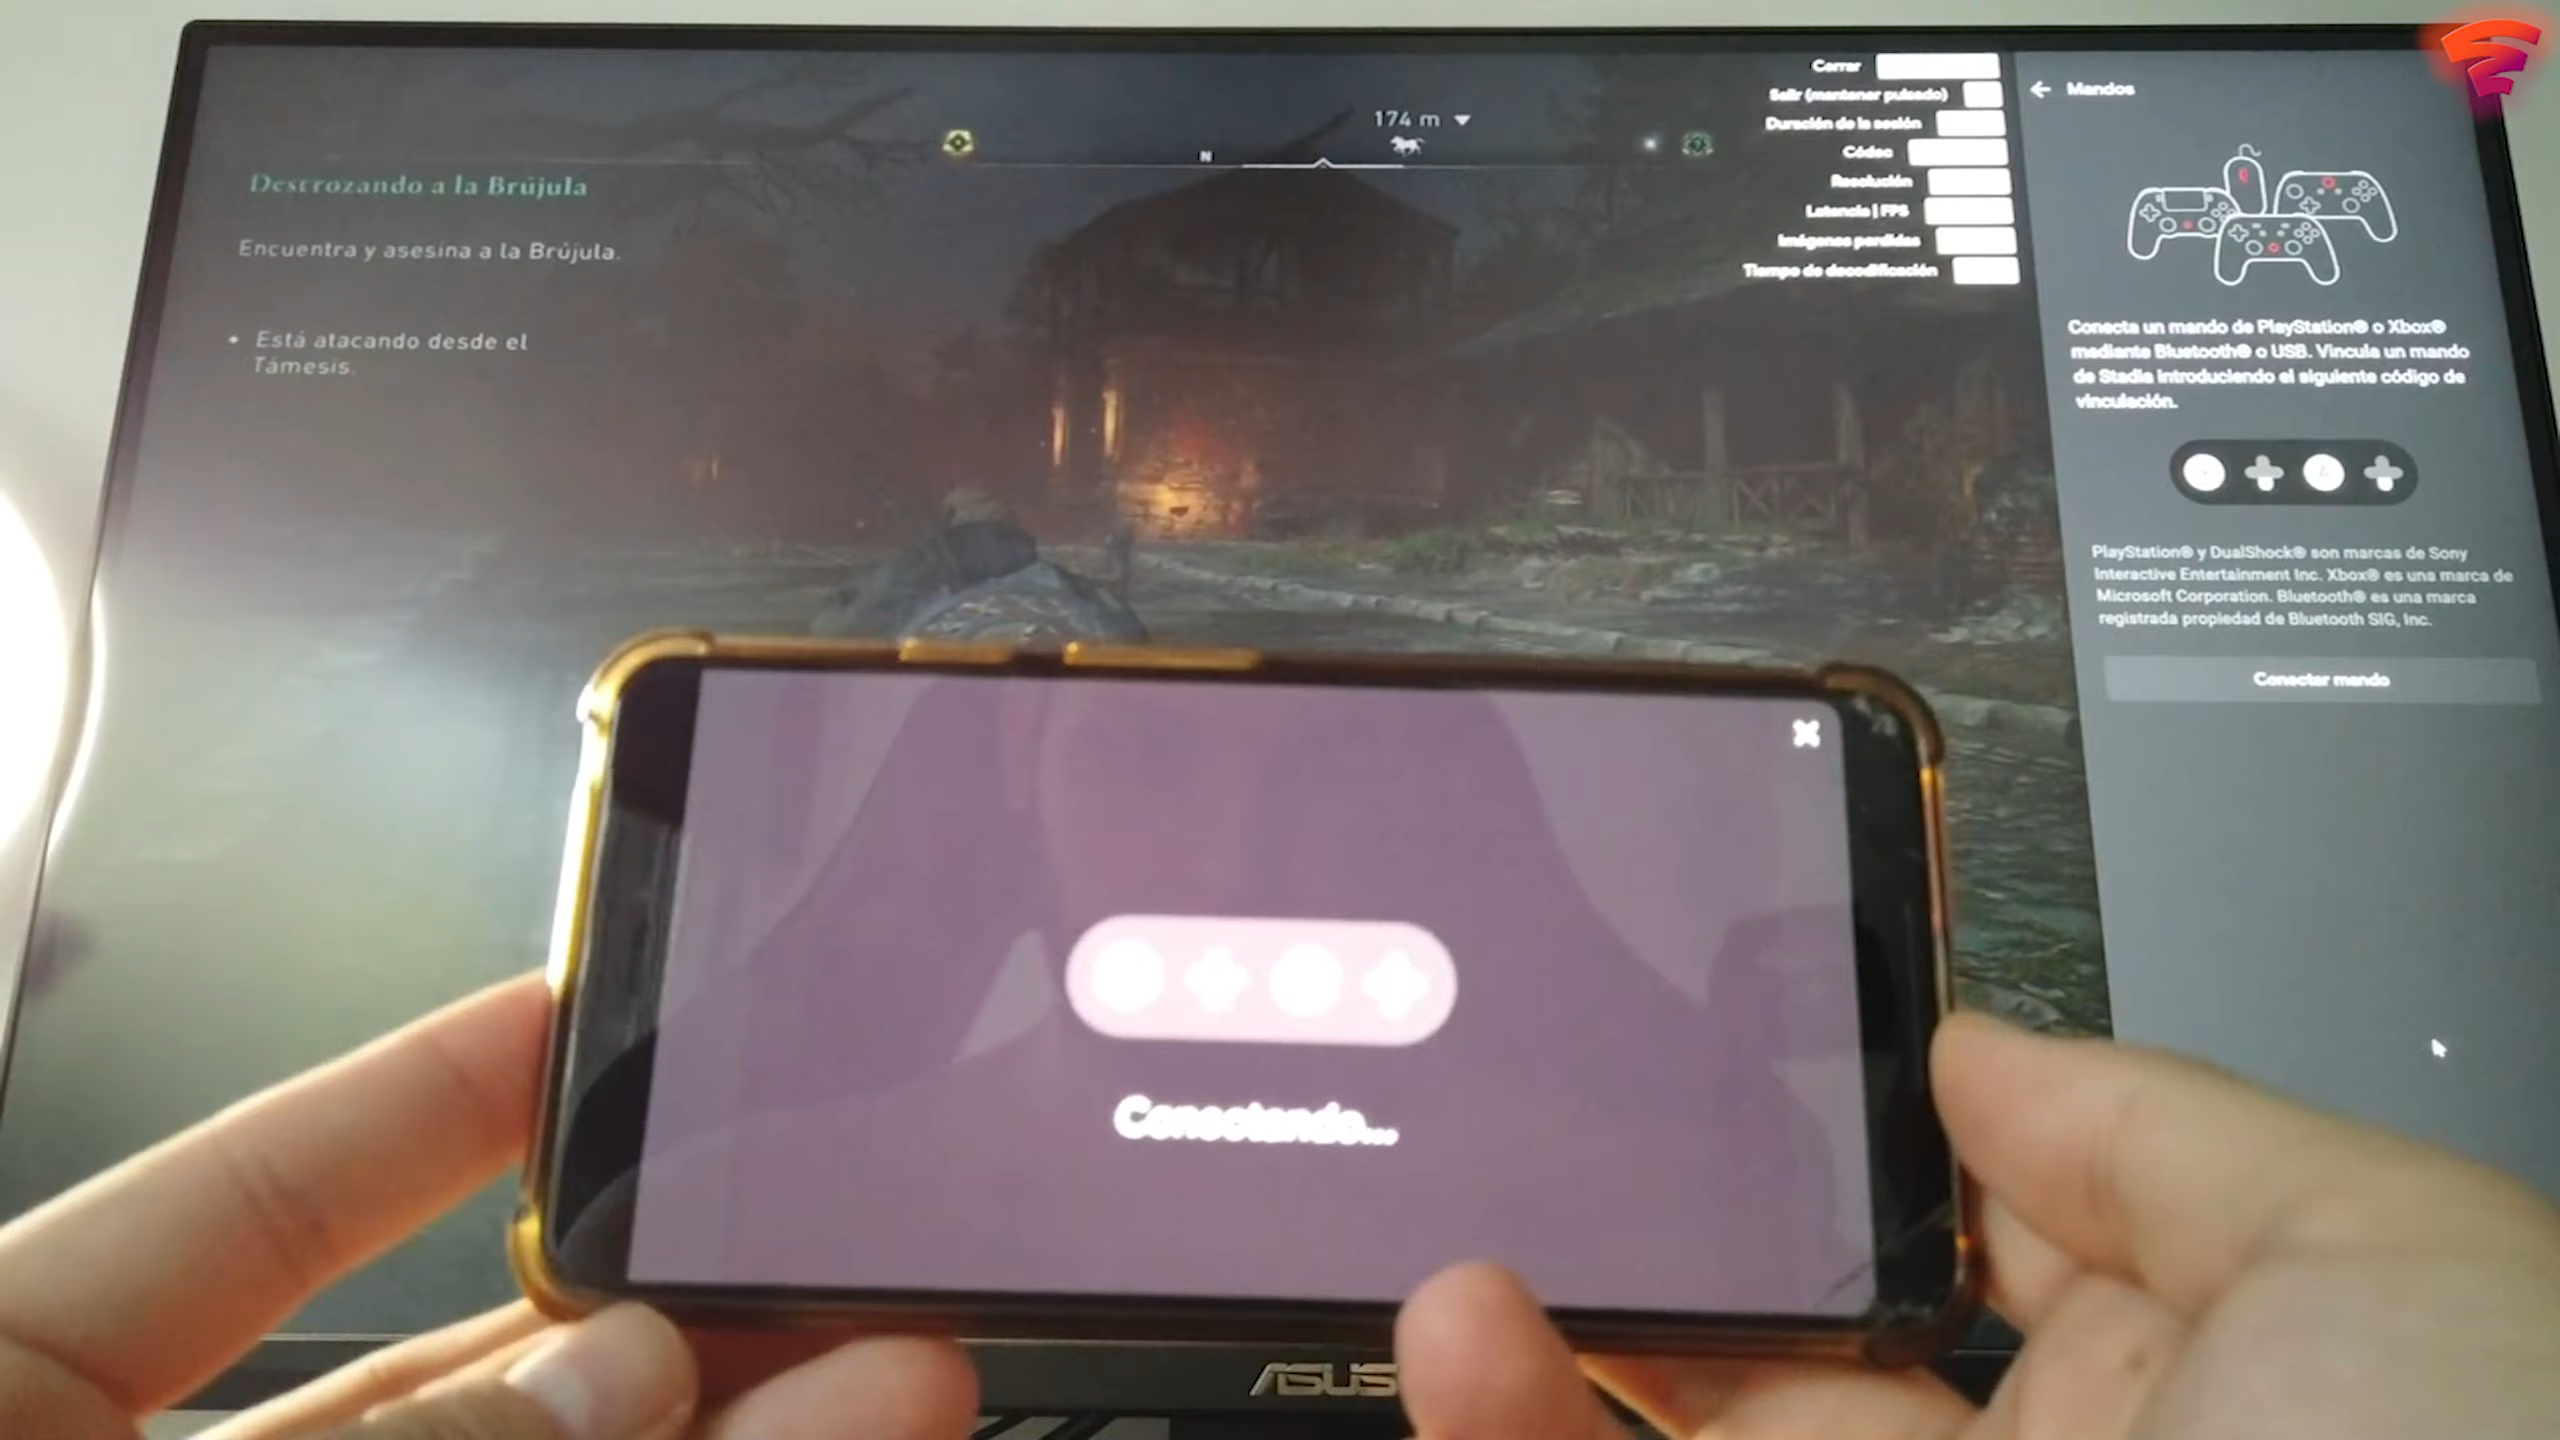 Destrozando a la Brújula
Encuentra y asesina a la Brújula.
• Está atacando desde el
Támesis.
N
174 m
Cerrar
Salir (mantener pulsado)
Duración de la sesión
Códec
Resolución
Latencia | FPS
Imágenes perdidas
Tiempo de decodificación
Mandos
Conecta un mando de PlayStation® o Xbox®
mediante Bluetooth® o USB. Vincula un mando
de Stadia introduciendo el siguiente código de
vinculación.
PlayStation® y DualShock® son marcas de Sony
Interactive Entertainment Inc. Xbox® es una marca de
Microsoft Corporation. Bluetooth® es una marca
registrada propiedad de Bluetooth SIG, Inc.
Conectar mando
Conectando...
ASUS